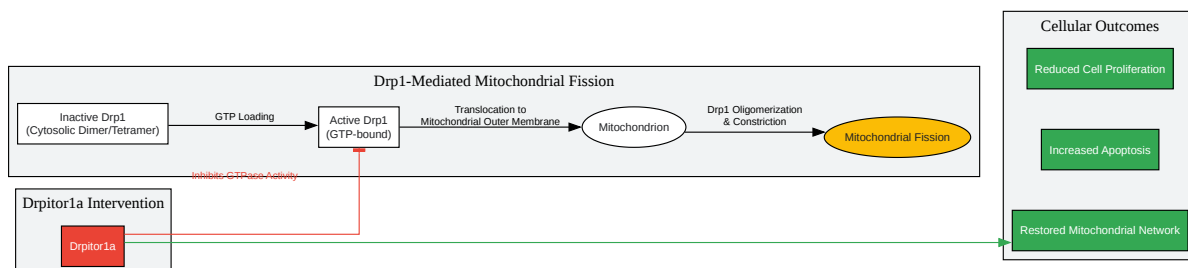 Cellular Outcomes
Reduced Cell Proliferation
Drp1-Mediated Mitochondrial Fission
Inactive Drp1
(Cytosolic Dimer/Tetramer)
GTP Loading
Active Drp1
(GTP-bound)
Translocation to
Mitochondrial Outer Membrane
Mitochondrion
Drp1 Oligomerization
& Constriction
Mitochondrial Fission
Increased Apoptosis
Inhibits GTPase Activity
Drpitor1a Intervention
Drpitor1a
Restored Mitochondrial Network